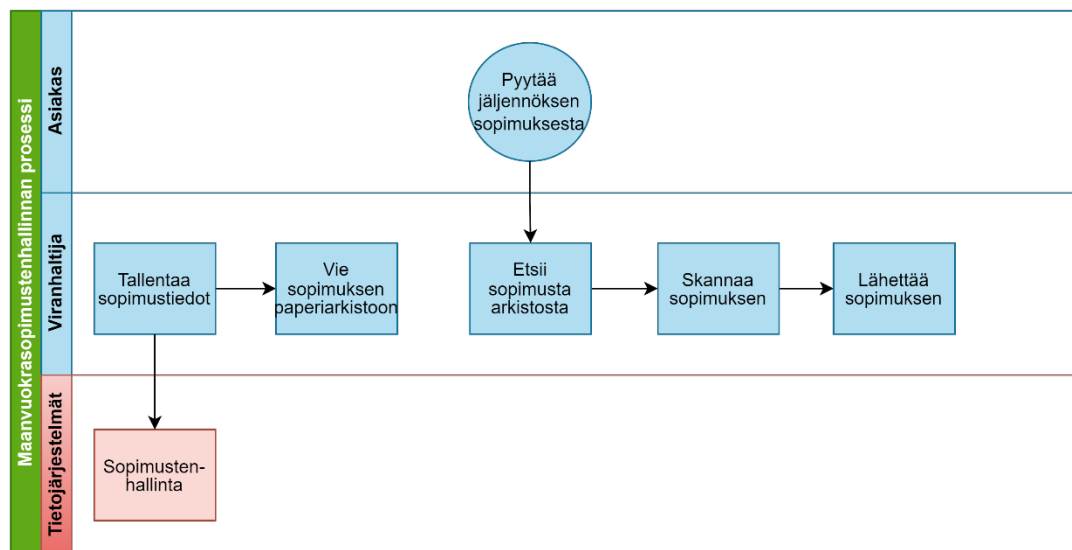 Maanvuokrasopimustenhallinnan prosessi
Asiakas
Pyytää
jäljennöksen
sopimuksesta
Viranhaltija
Tallentaa
sopimustiedot
Vie
sopimuksen
paperiarkistoon
Etsii
sopimusta
arkistosta
Skannaa
sopimuksen
Lähettää
sopimuksen
Tietojärjestelmät
Sopimusten-
hallinta